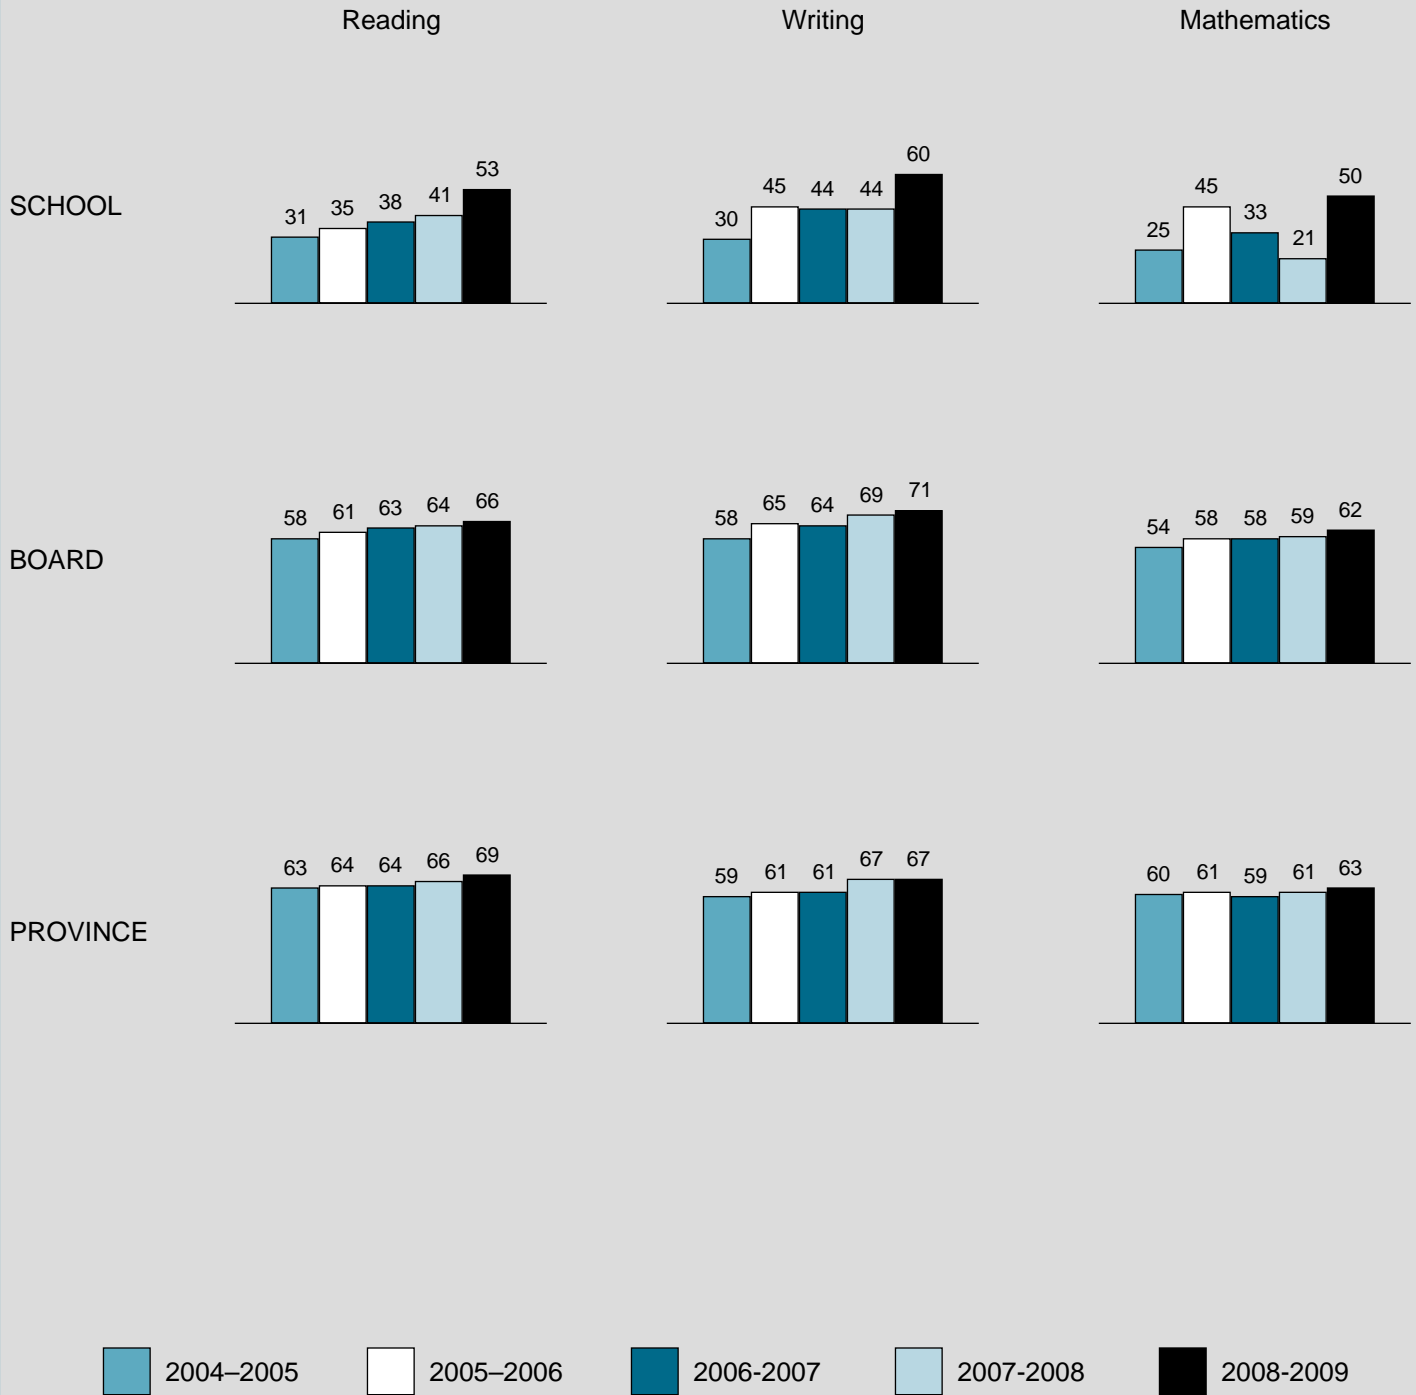 Reading Writing Mathematics
SCHOOL
31 35 38 41 53
30 45 44 44 60
25 45 33 21 50
BOARD
58 61 63 64 66
58 65 64 69 71
54 58 58 59 62
PROVINCE
63 64 64 66 69
59 61 61 67 67
60 61 59 61 63
2004–2005 2005–2006 2006-2007 2007-2008 2008-2009